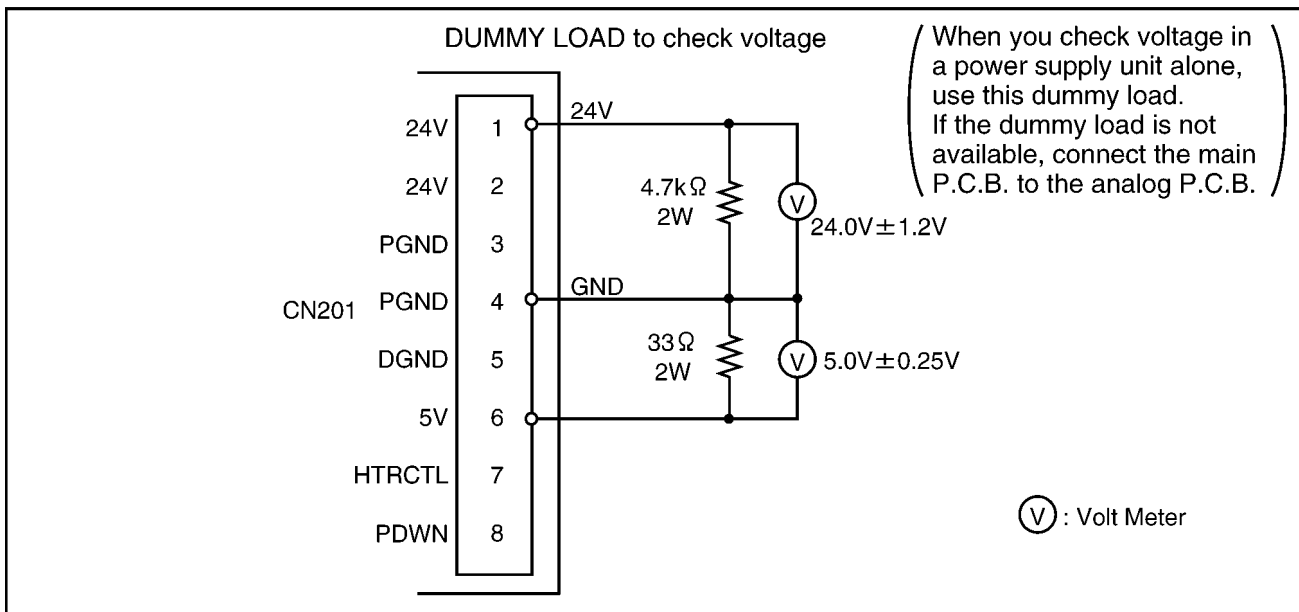 DUMMY LOAD to check voltage
When you check voltage in
a power supply unit alone,
use this dummy load.
If the dummy load is not
available, connect the main
P.C.B. to the analog P.C.B.
24V 1 24V
24V 2
4.7kΩ
2W
V
24.0V±1.2V
PGND 3
CN201 PGND 4 GND
DGND 5
33Ω
2W
V 5.0V±0.25V
5V 6
HTRCTL 7
PDWN 8
V : Volt Meter